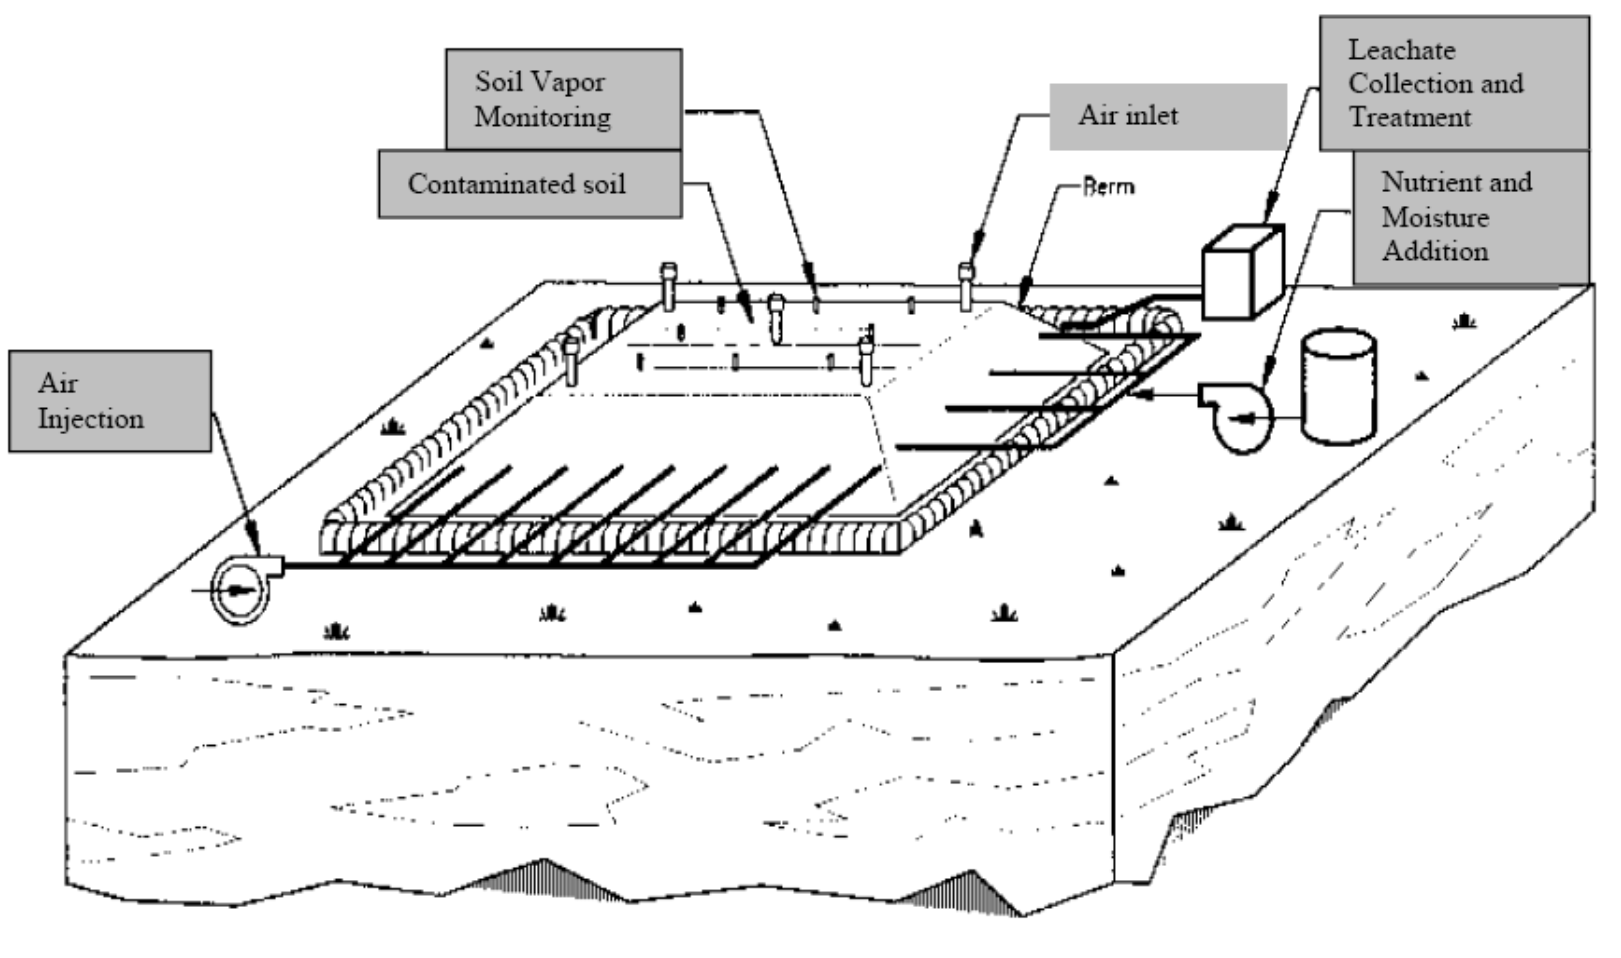 Soil Vapor
Monitoring
Contaminated soil
Air inlet
Berm
Leachate
Collection and
Treatment
Nutrient and
Moisture
Addition
Air
Injection